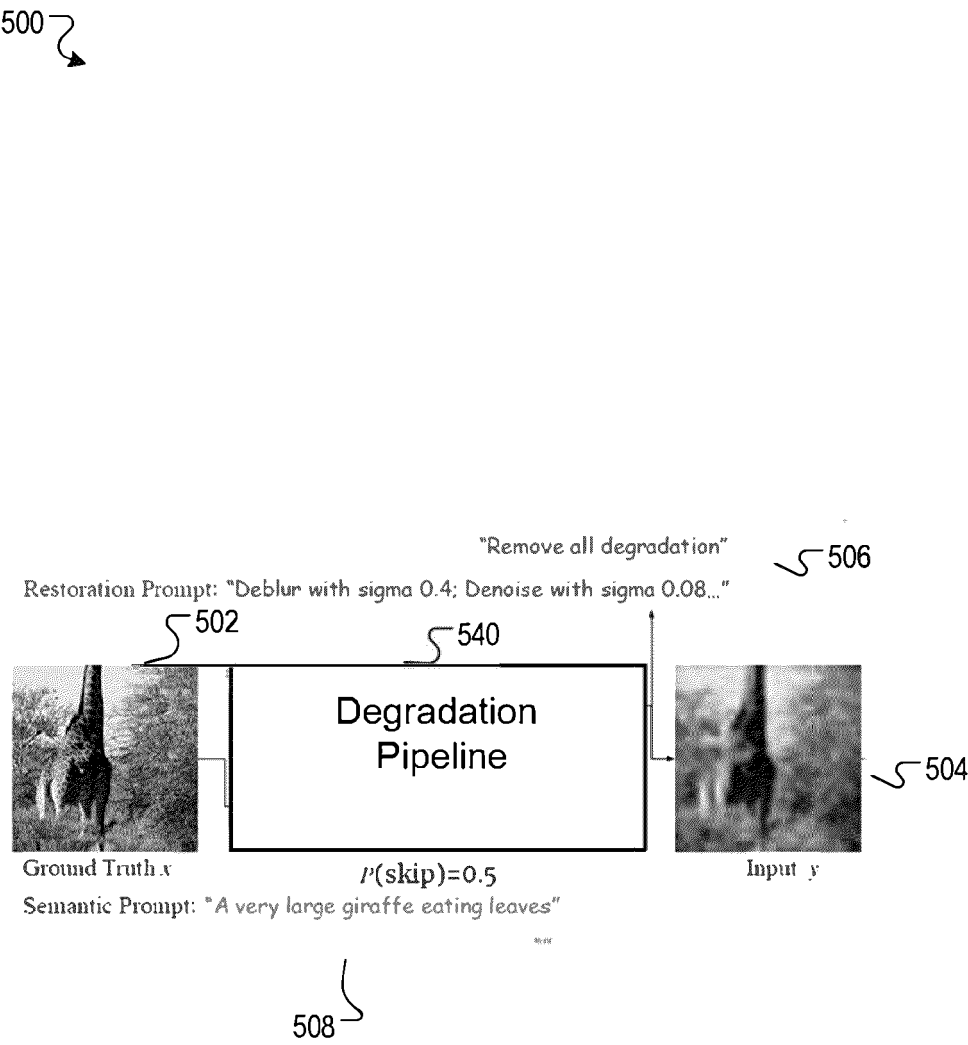 500
"Remove all degradation"
506
Restoration Prompt: "Deblur with sigma 0.4; Denoise with sigma 0.08..."
502
540
Degradation
Pipeline
504
Ground Truth x
Input y
P(skip)=0.5
Semantic Prompt: "A very large giraffe eating leaves"
""
508